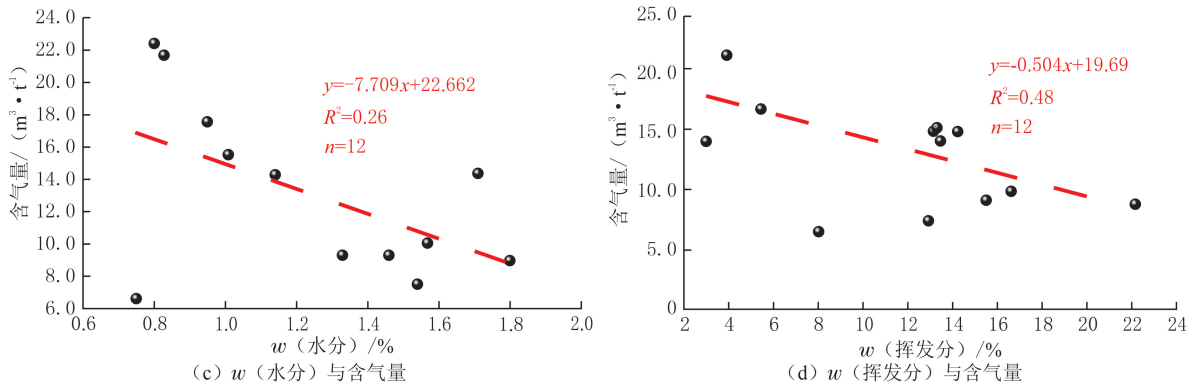 24.0
22.0
20.0
18.0
16.0
14.0
12.0
10.0
8.0
6.0
含气量/（m³·t⁻¹）
y=-7.709x+22.662
R²=0.26
n=12
0.6 0.8 1.0 1.2 1.4 1.6 1.8 2.0
w（水分）/%
（c）w（水分）与含气量
25.0
20.0
15.0
10.0
5.0
0
含气量/（m³·t⁻¹）
y=-0.504x+19.69
R²=0.48
n=12
2 4 6 8 10 12 14 16 18 20 22 24
w（挥发分）/%
（d）w（挥发分）与含气量